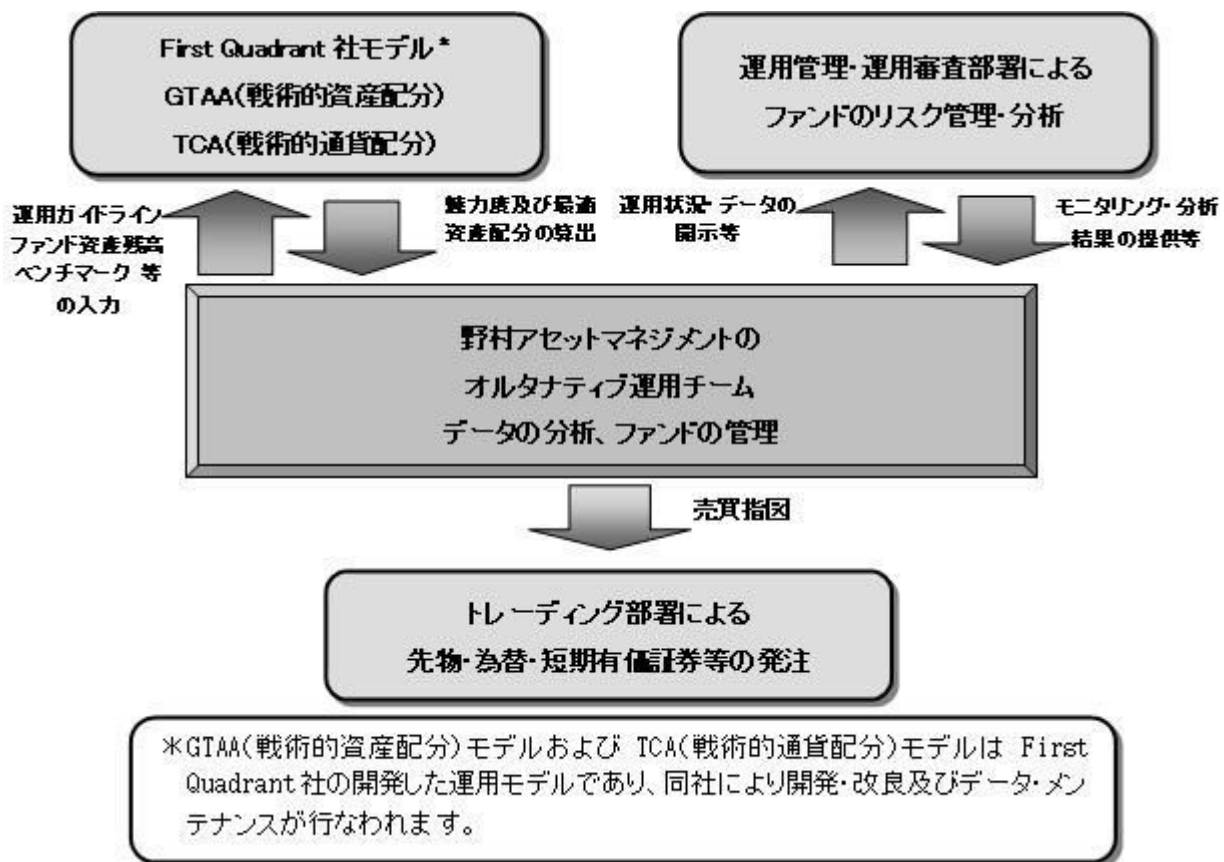 First Quadrant 社モデル*
GTAA(戦術的資産配分)
TCA(戦術的通貨配分)
運用管理・運用審査部署による
ファンドのリスク管理・分析
運用ガイドライン
ファンド資産残高
ベンチマーク 等
の入力
魅力度及び最適
資産配分の算出
運用状況・データの
開示等
モニタリング・分析
結果の提供等
野村アセットマネジメントの
オルタナティブ運用チーム
データの分析、ファンドの管理
売買指図
トレーディング部署による
先物・為替・短期有価証券等の発注
*GTAA(戦術的資産配分)モデルおよび TCA(戦術的通貨配分)モデルは First
Quadrant 社の開発した運用モデルであり、同社により開発・改良及びデータ・メン
テナンスが行なわれます。